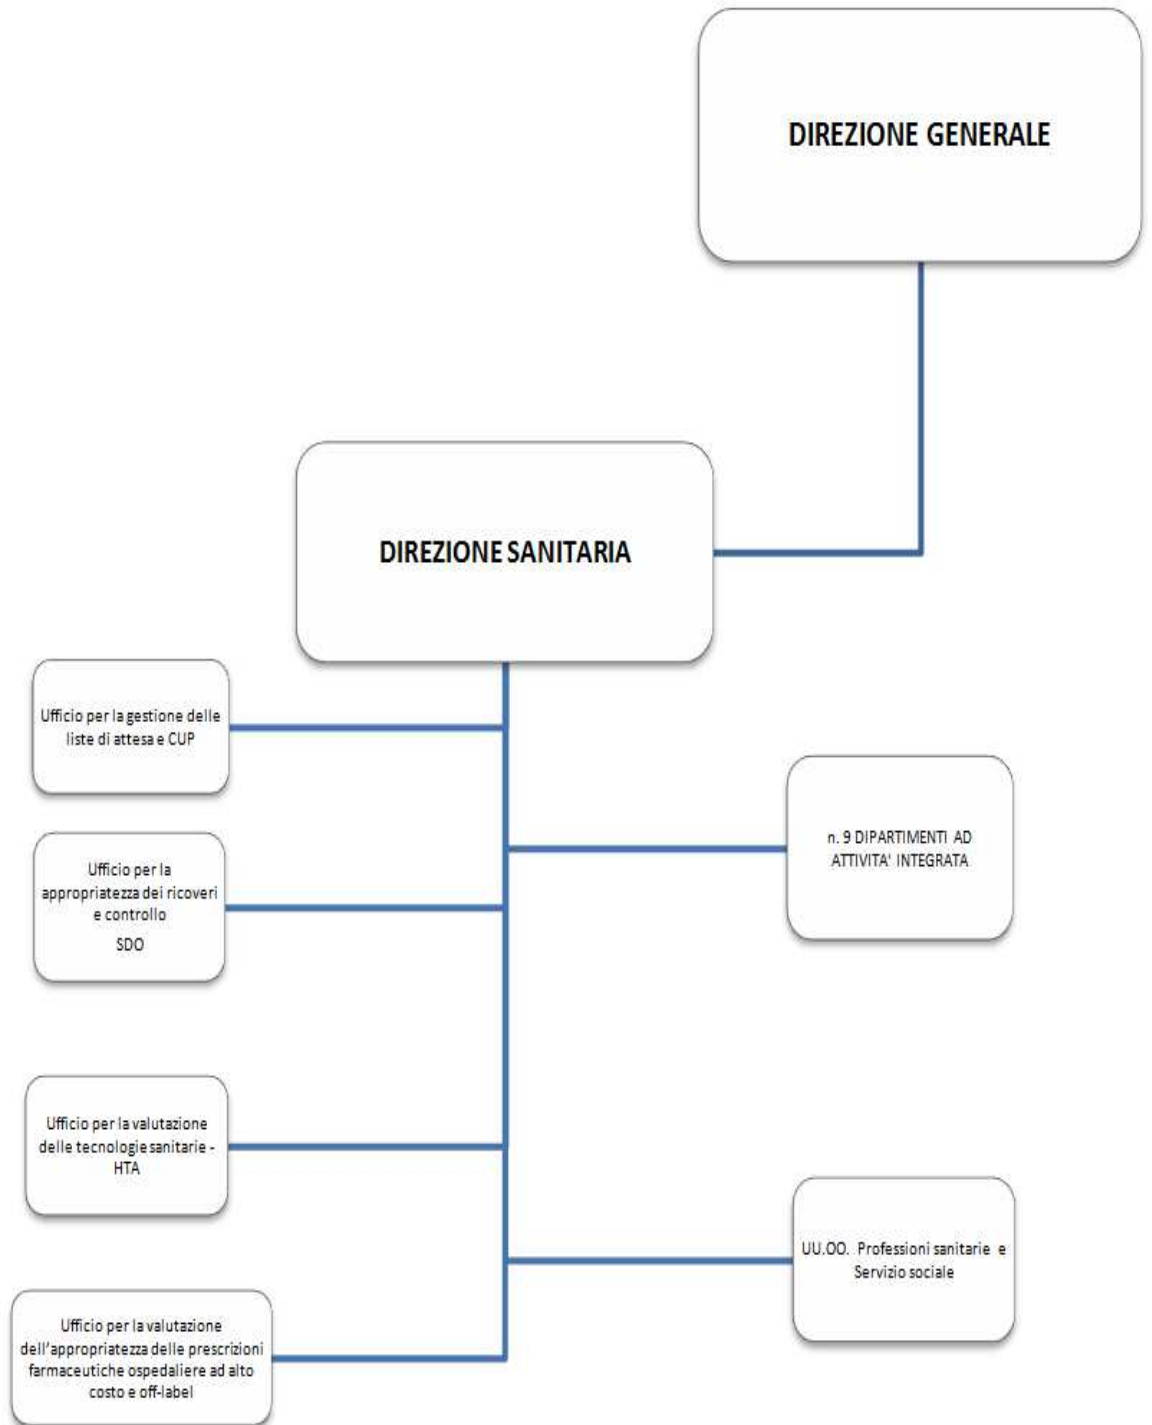 DIREZIONE GENERALE
DIREZIONE SANITARIA
Ufficio per la gestione delle
liste di attesa e CUP
n. 9 DIPARTIMENTI AD
ATTIVITA' INTEGRATA
Ufficio per la
appropriatezza dei ricoveri
e controllo
SDO
Ufficio per la valutazione
delle tecnologie sanitarie -
HTA
UU.OO. Professioni sanitarie e
Servizio sociale
Ufficio per la valutazione
dell'appropriatezza delle prescrizioni
farmaceutiche ospedaliere ad alto
costo e off-label